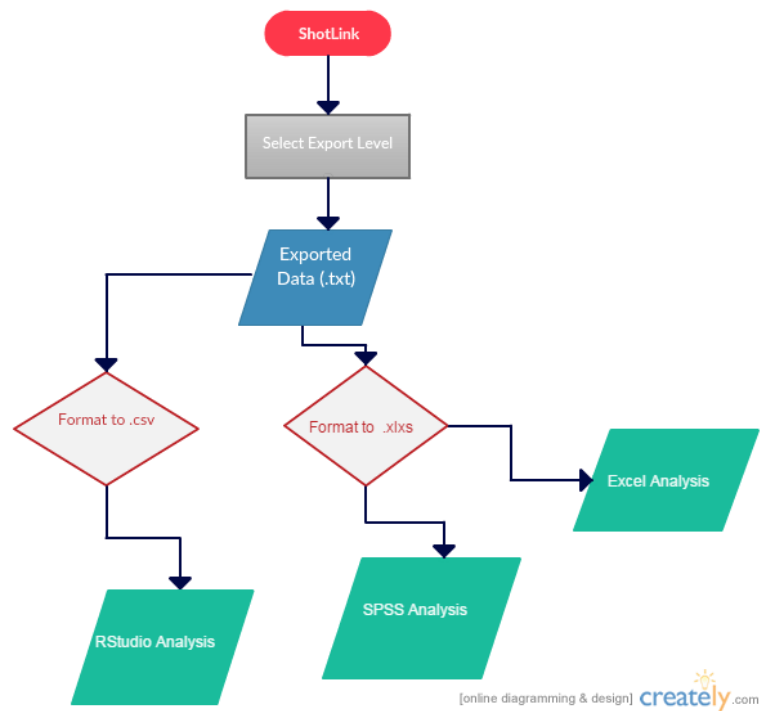 ShotLink
Select Export Level
Exported
Data (.txt)
Format to .csv
Format to .xlxs
Excel Analysis
SPSS Analysis
RStudio Analysis
[online diagramming & design] creately.com